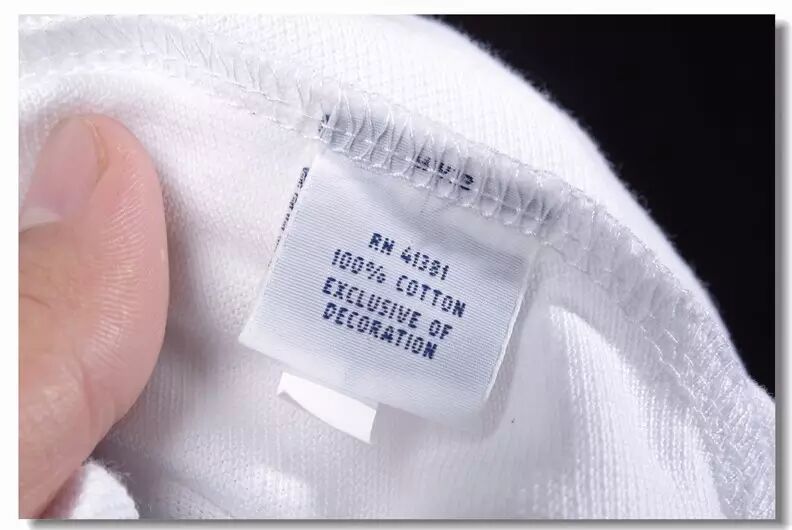 RN 41381
100% COTTON
EXCLUSIVE OF
DECORATION